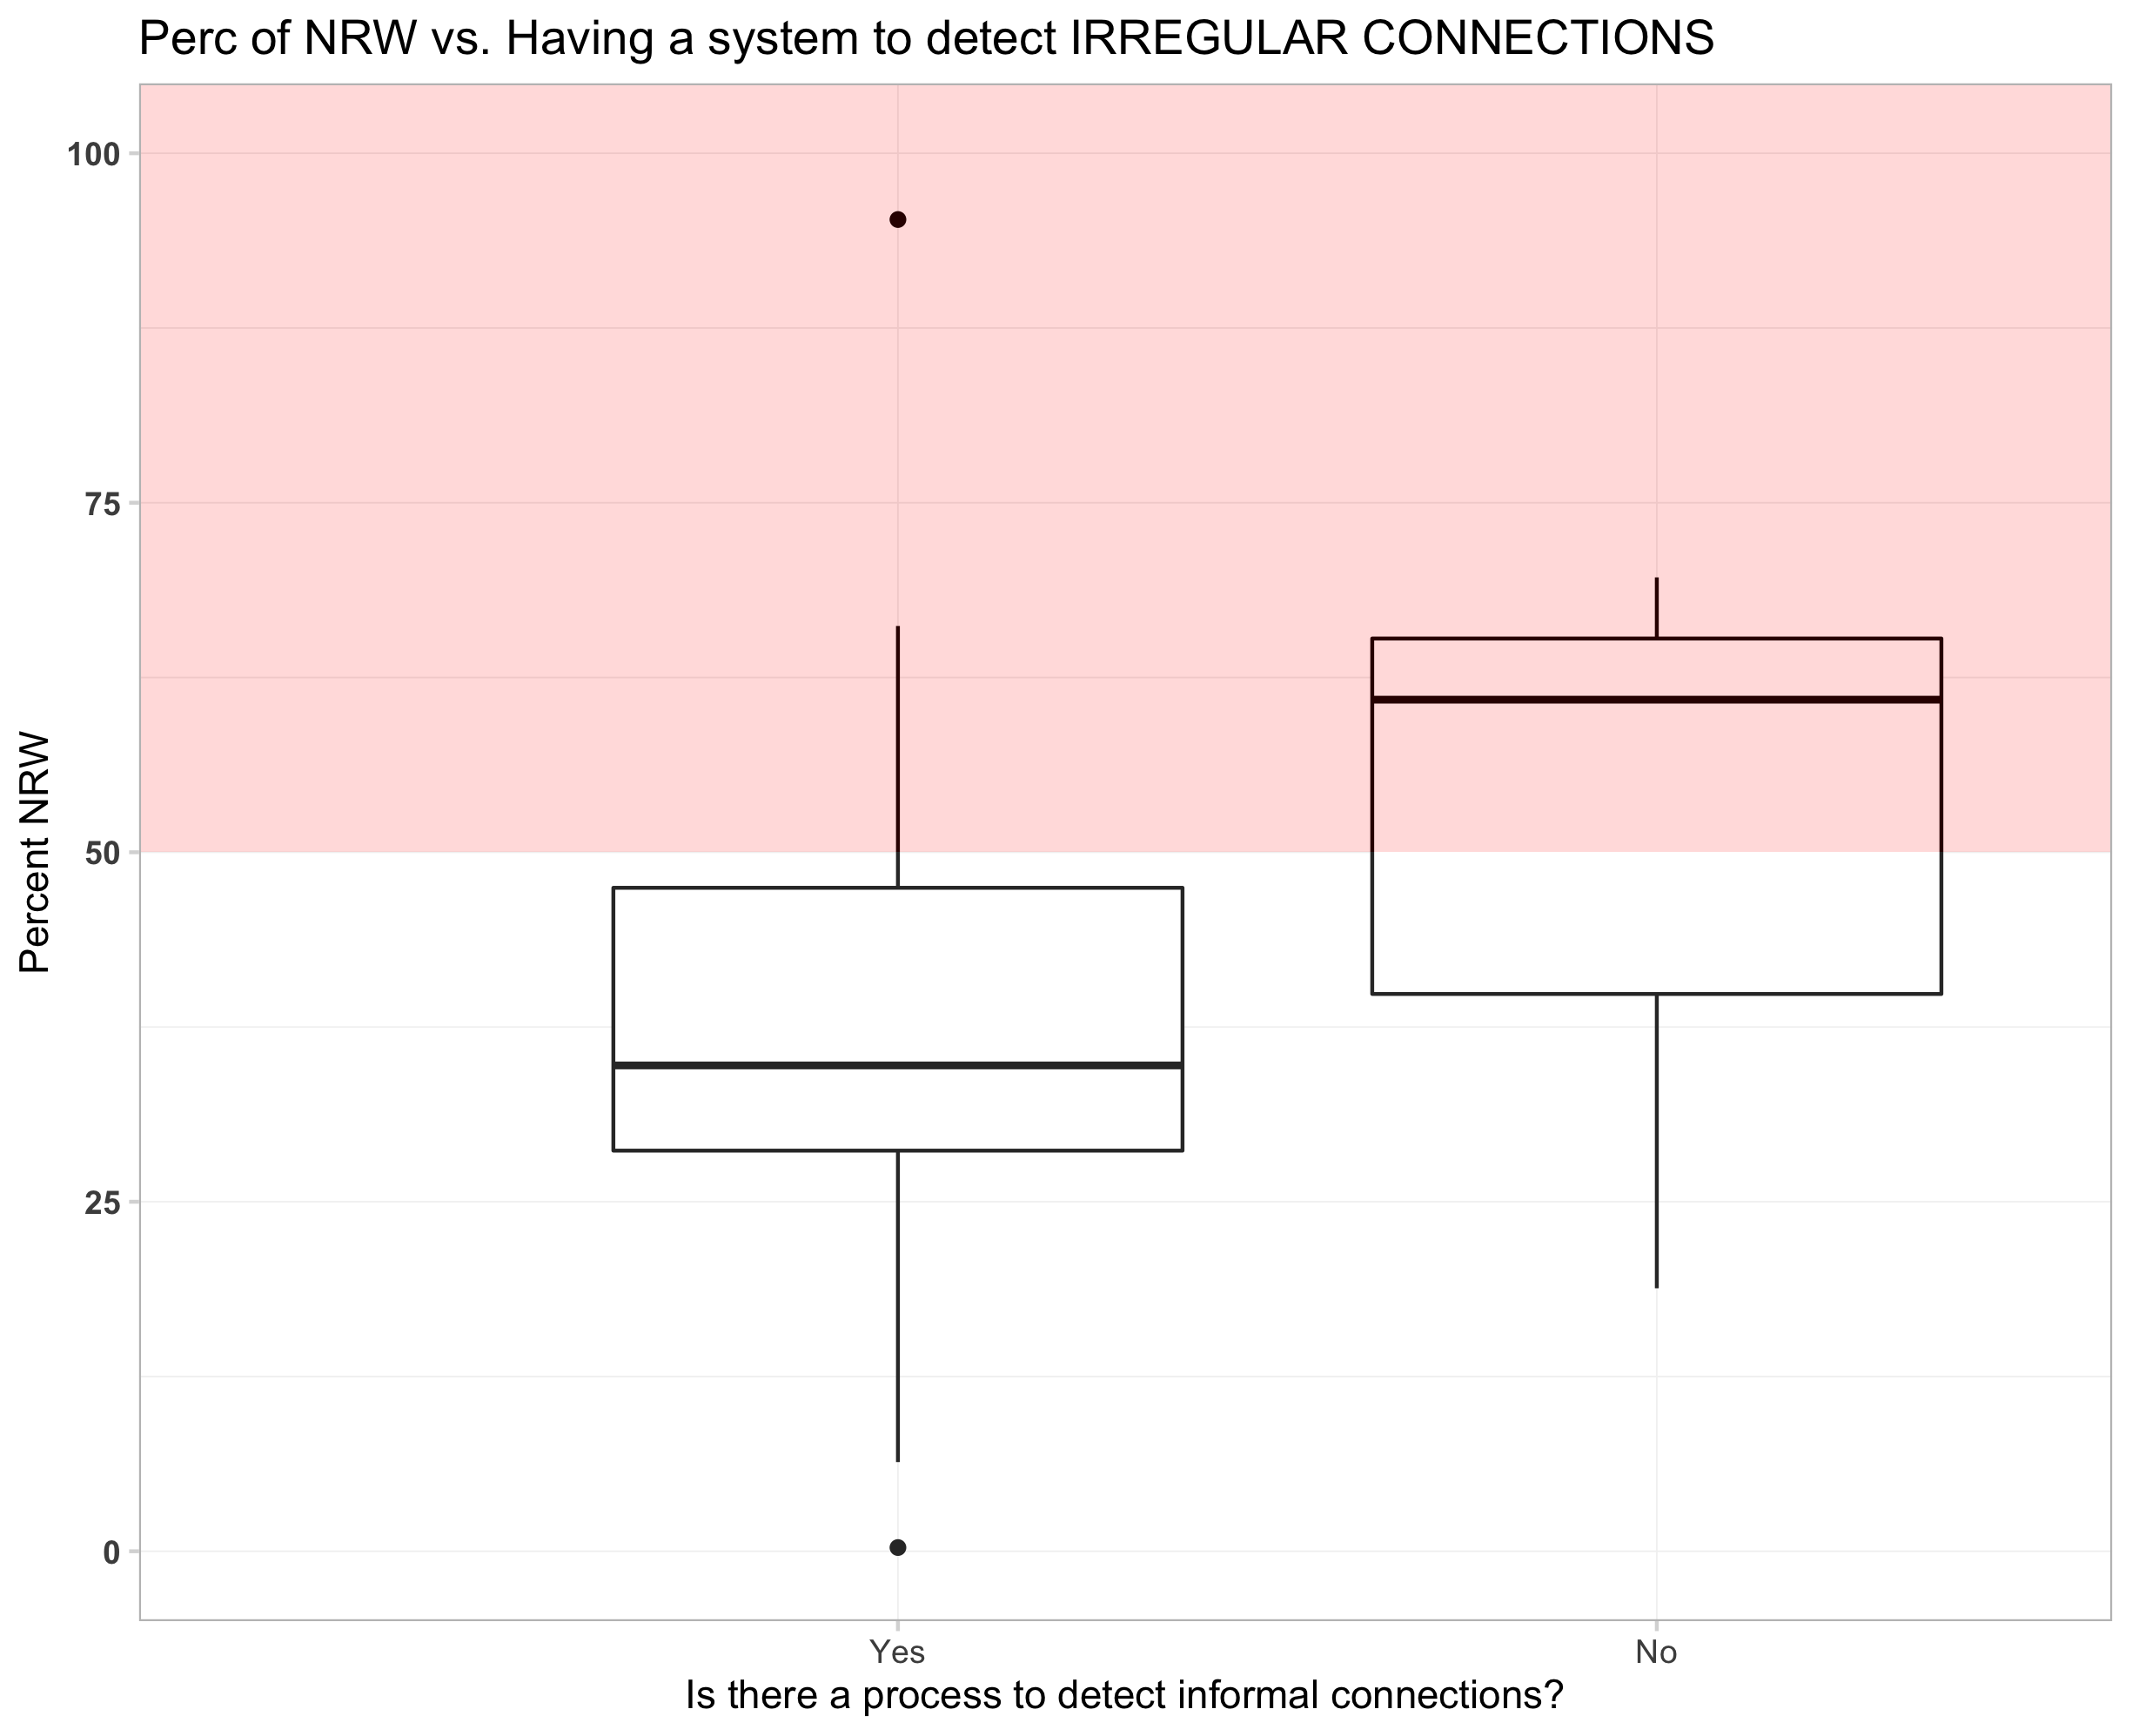 Perc of NRW vs. Having a system to detect IRREGULAR CONNECTIONS
100
75
50
25
0
Percent NRW
Yes
No
Is there a process to detect informal connections?